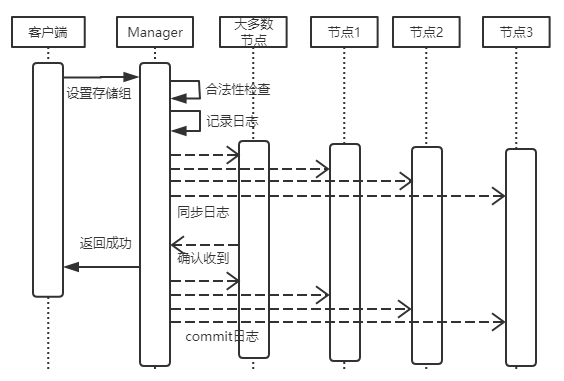 客户端
Manager
大多数
节点
节点1
节点2
节点3
设置存储组
合法性检查
记录日志
同步日志
返回成功
确认收到
commit日志